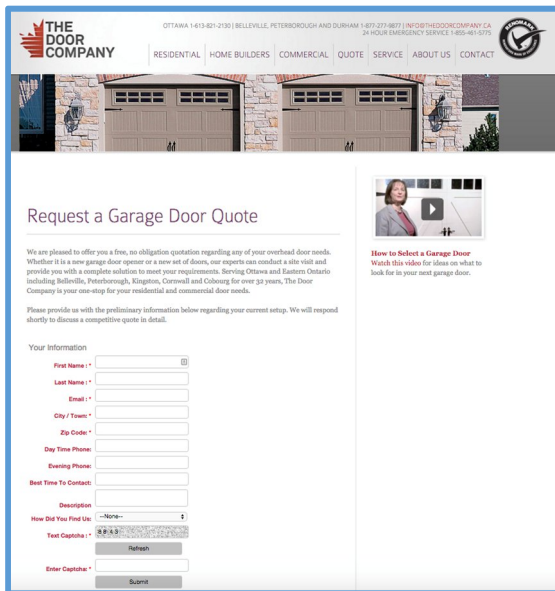 THE
DOOR
COMPANY
OTTAWA 1-613-821-2130 | BELLEVILLE, PETERBOROUGH AND DURHAM 1-877-277-9877 | INFO@THEDOORCOMPANY.CA
24 HOUR EMERGENCY SERVICE 1-855-461-5775
RESIDENTIAL HOME BUILDERS COMMERCIAL QUOTE SERVICE ABOUT US CONTACT
Request a Garage Door Quote
We are pleased to offer you a free, no obligation quotation regarding any of your overhead door needs.
Whether it is a new garage door opener or a new set of doors, our experts can conduct a site visit and
provide you with a complete solution to meet your requirements. Serving Ottawa and Eastern Ontario
including Belleville, Peterborough, Kingston, Cornwall and Cobourg for over 32 years, The Door
Company is your one-stop for your residential and commercial door needs.
Please provide us with the preliminary information below regarding your current setup. We will respond
shortly to discuss a competitive quote in detail.
Your Information
First Name : *
Last Name : *
Email : *
City / Town: *
Zip Code: *
Day Time Phone:
Evening Phone:
Best Time To Contact:
Description
How Did You Find Us: --None--
Text Captcha : *
Refresh
Enter Captcha: *
Submit
How to Select a Garage Door
Watch this video for ideas on what to
look for in your next garage door.